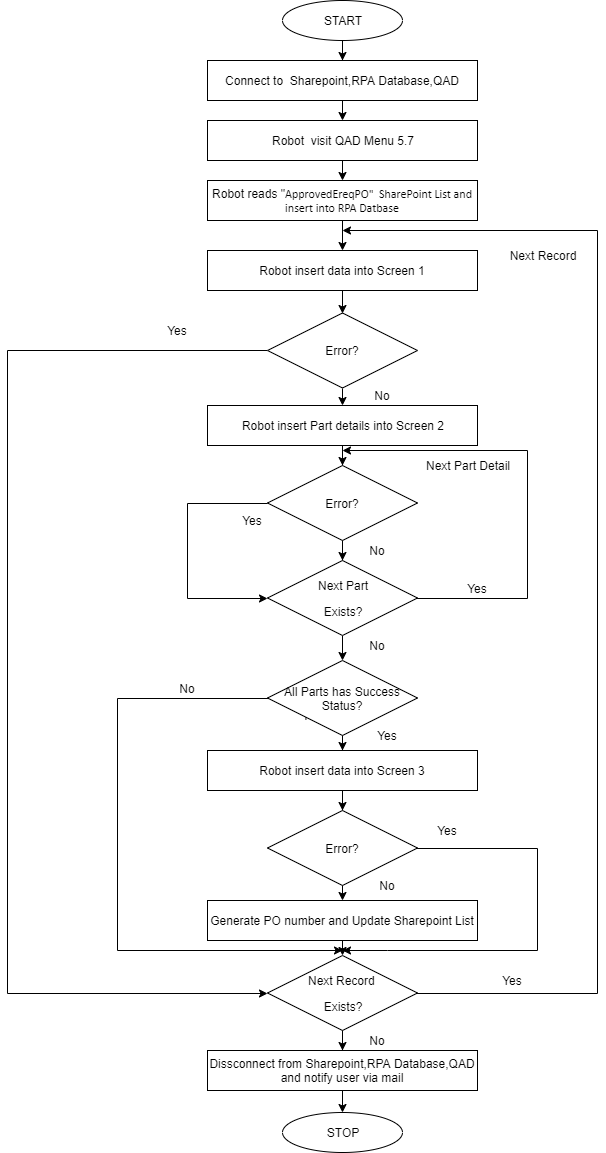 START
Connect to  Sharepoint,RPA Database,QAD
Robot  visit QAD Menu 5.7
Robot reads "ApprovedEreqPO"  SharePoint List and
insert into RPA Datbase
Next Record
Robot insert data into Screen 1
Yes
Error?
No
Robot insert Part details into Screen 2
Next Part Detail
Error?
Yes
No
Next Part
Exists?
Yes
No
No
All Parts has Success
Status?
Yes
Robot insert data into Screen 3
Yes
Error?
No
Generate PO number and Update Sharepoint List
Next Record
Exists?
Yes
No
Dissconnect from Sharepoint,RPA Database,QAD
and notify user via mail
STOP